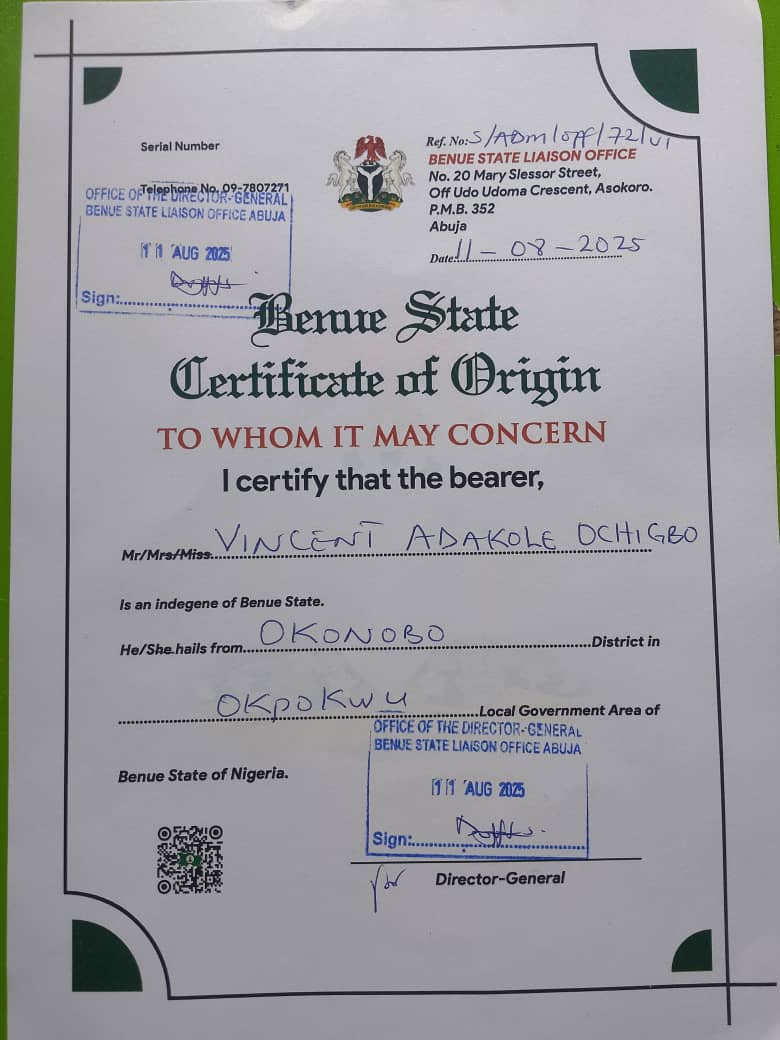 Serial Number
Telephone No. 09-7807271
OFFICE OF THE DIRECTOR-GENERAL
BENUE STATE LIAISON OFFICE ABUJA
11 AUG 2025
Sign:
Ref. No: S/ADM/OFF/72/VI
BENUE STATE LIAISON OFFICE
No. 20 Mary Slessor Street,
Off Udo Udoma Crescent, Asokoro.
P.M.B. 352
Abuja
Date 11-08-2025
Benue State
Certificate of Origin
TO WHOM IT MAY CONCERN
I certify that the bearer,
Mr/Mrs/Miss VINCENT ADAKOLE OCHIGBO
Is an indegene of Benue State.
He/She hails from OKONOBO District in
OKPOKWU Local Government Area of
Benue State of Nigeria.
OFFICE OF THE DIRECTOR-GENERAL
BENUE STATE LIAISON OFFICE ABUJA
11 AUG 2025
Sign:
for Director-General